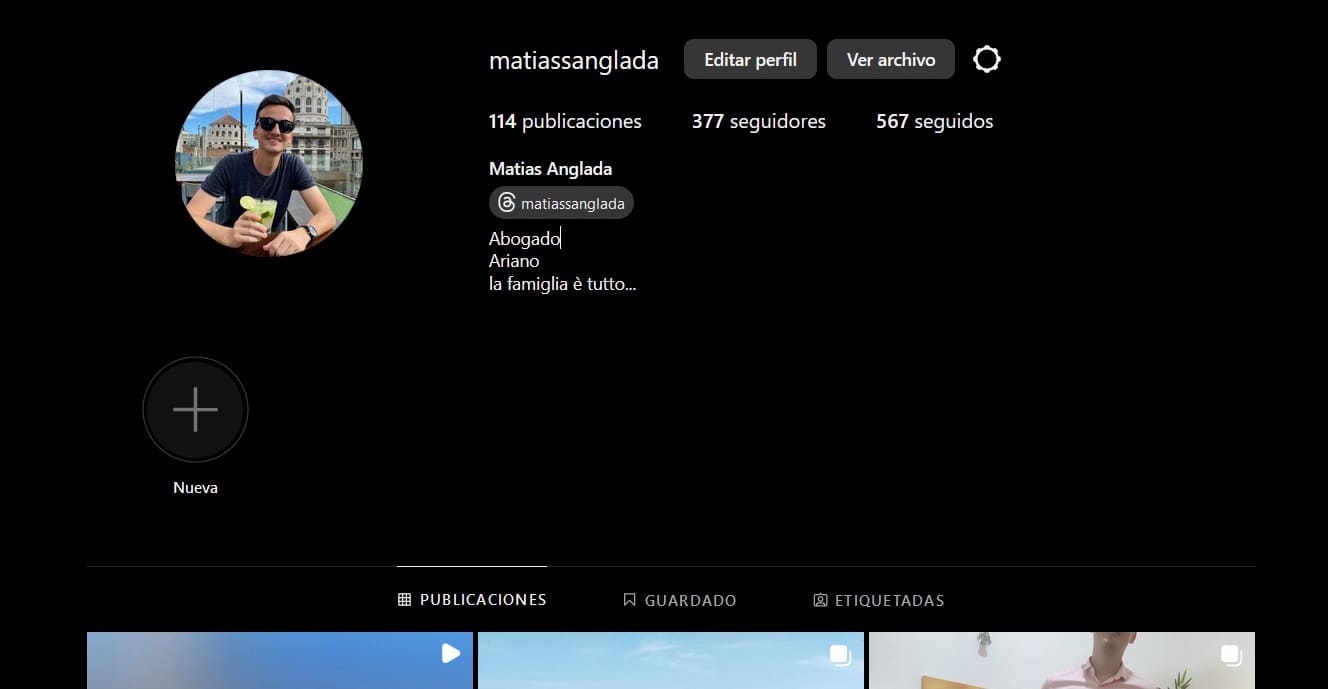 matiassanglada Editar perfil Ver archivo
114 publicaciones 377 seguidores 567 seguidos
Matias Anglada
matiassanglada
Abogado
Ariano
la famiglia è tutto...
Nueva
PUBLICACIONES GUARDADO ETIQUETADAS